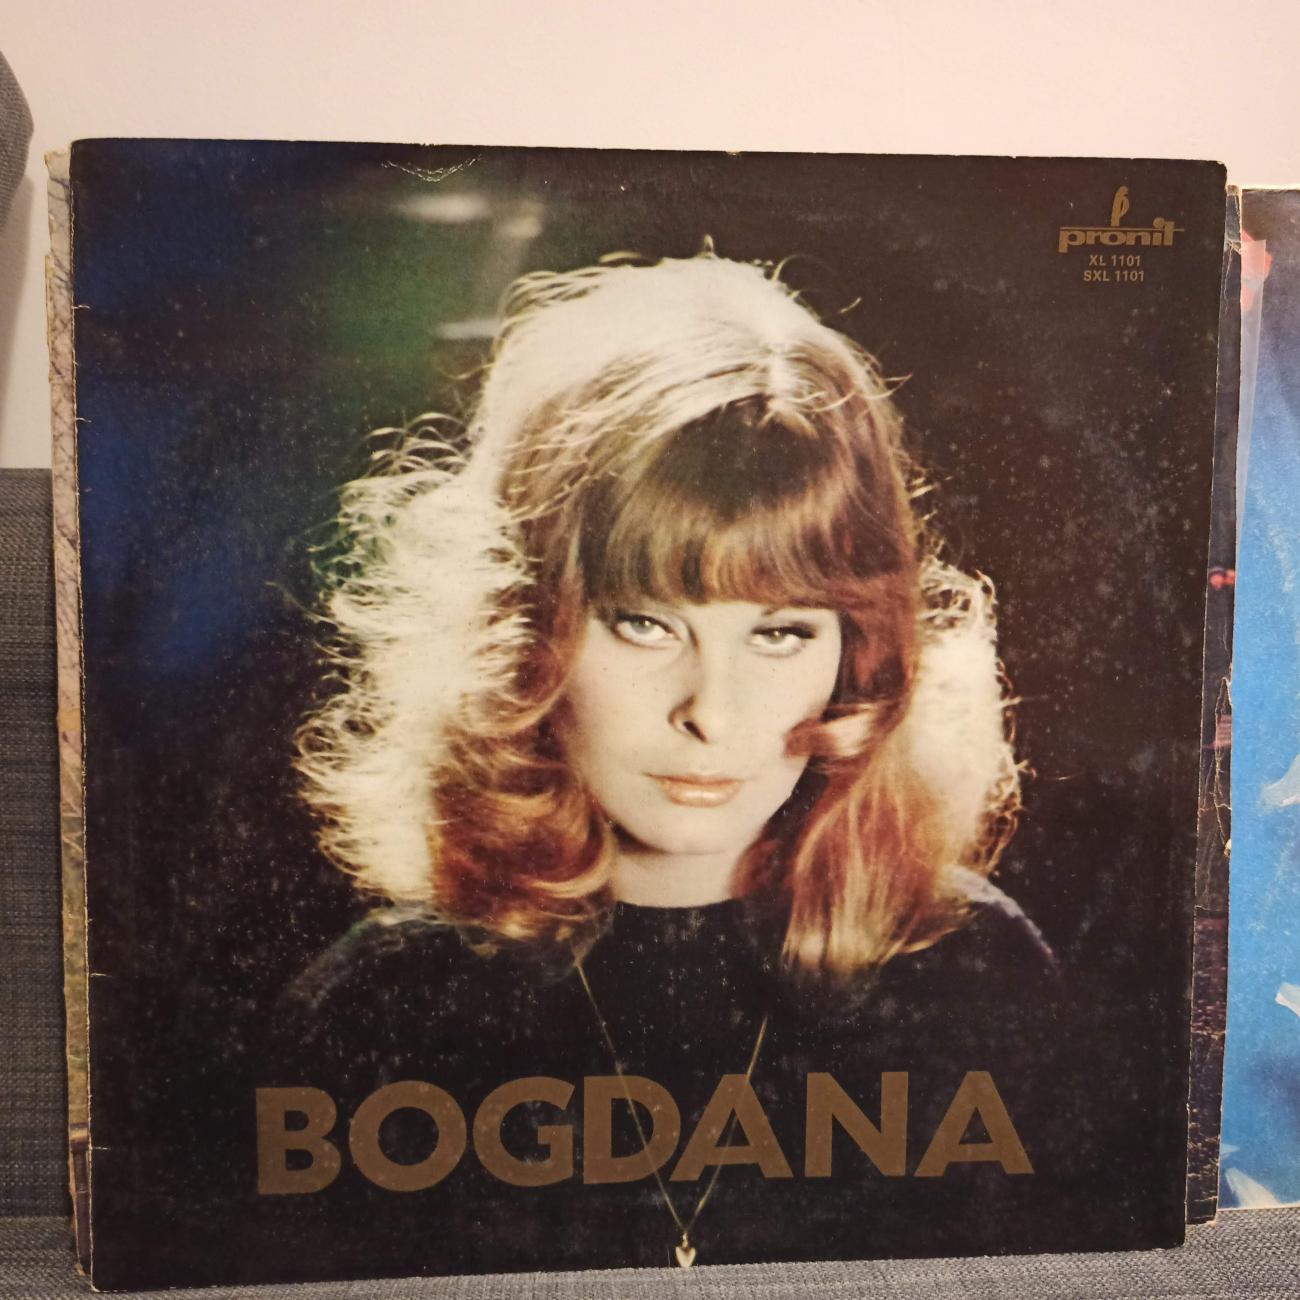 pronit
XL 1101
SXL 1101
BOGDANA